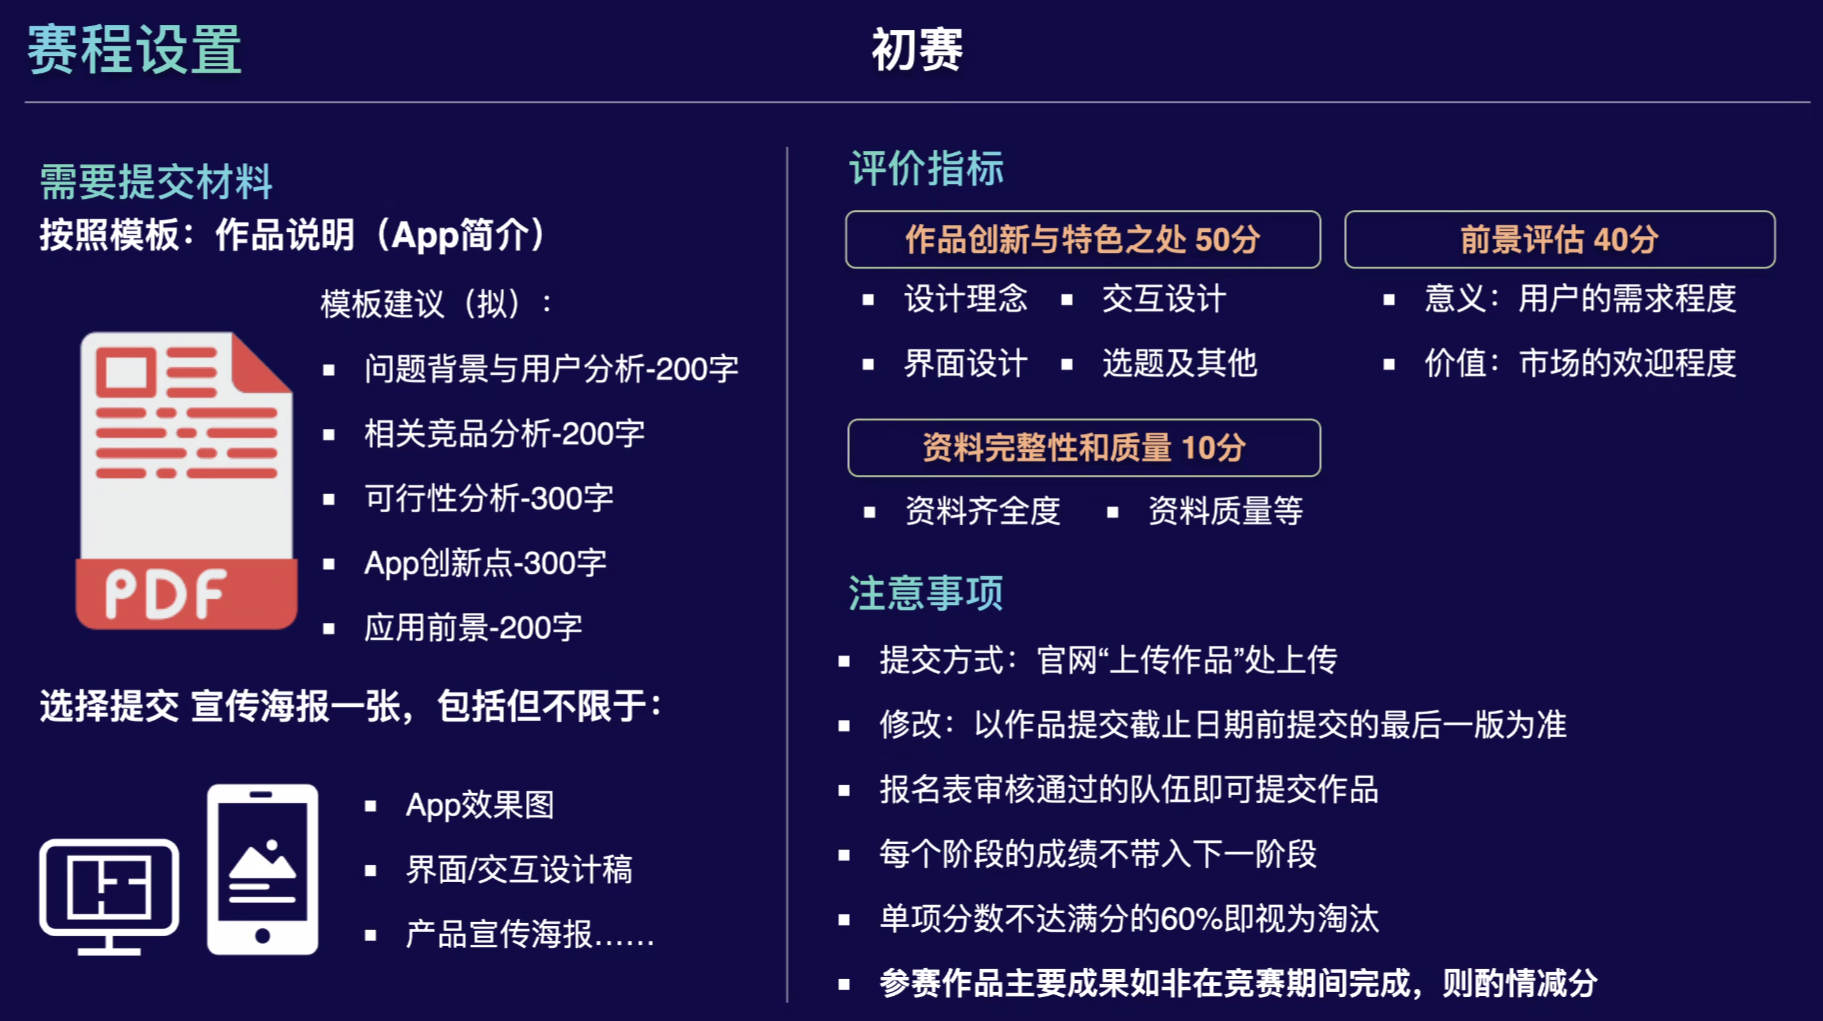 赛程设置
初赛
需要提交材料
按照模板：作品说明（App简介）
模板建议（拟）：
▪ 问题背景与用户分析-200字
▪ 相关竞品分析-200字
▪ 可行性分析-300字
▪ App创新点-300字
▪ 应用前景-200字
PDF
选择提交 宣传海报一张，包括但不限于：
▪ App效果图
▪ 界面/交互设计稿
▪ 产品宣传海报……
评价指标
作品创新与特色之处 50分
▪ 设计理念 ▪ 交互设计
▪ 界面设计 ▪ 选题及其他
前景评估 40分
▪ 意义：用户的需求程度
▪ 价值：市场的欢迎程度
资料完整性和质量 10分
▪ 资料齐全度 ▪ 资料质量等
注意事项
▪ 提交方式：官网“上传作品”处上传
▪ 修改：以作品提交截止日期前提交的最后一版为准
▪ 报名表审核通过的队伍即可提交作品
▪ 每个阶段的成绩不带入下一阶段
▪ 单项分数不达满分的60%即视为淘汰
▪ 参赛作品主要成果如非在竞赛期间完成，则酌情减分